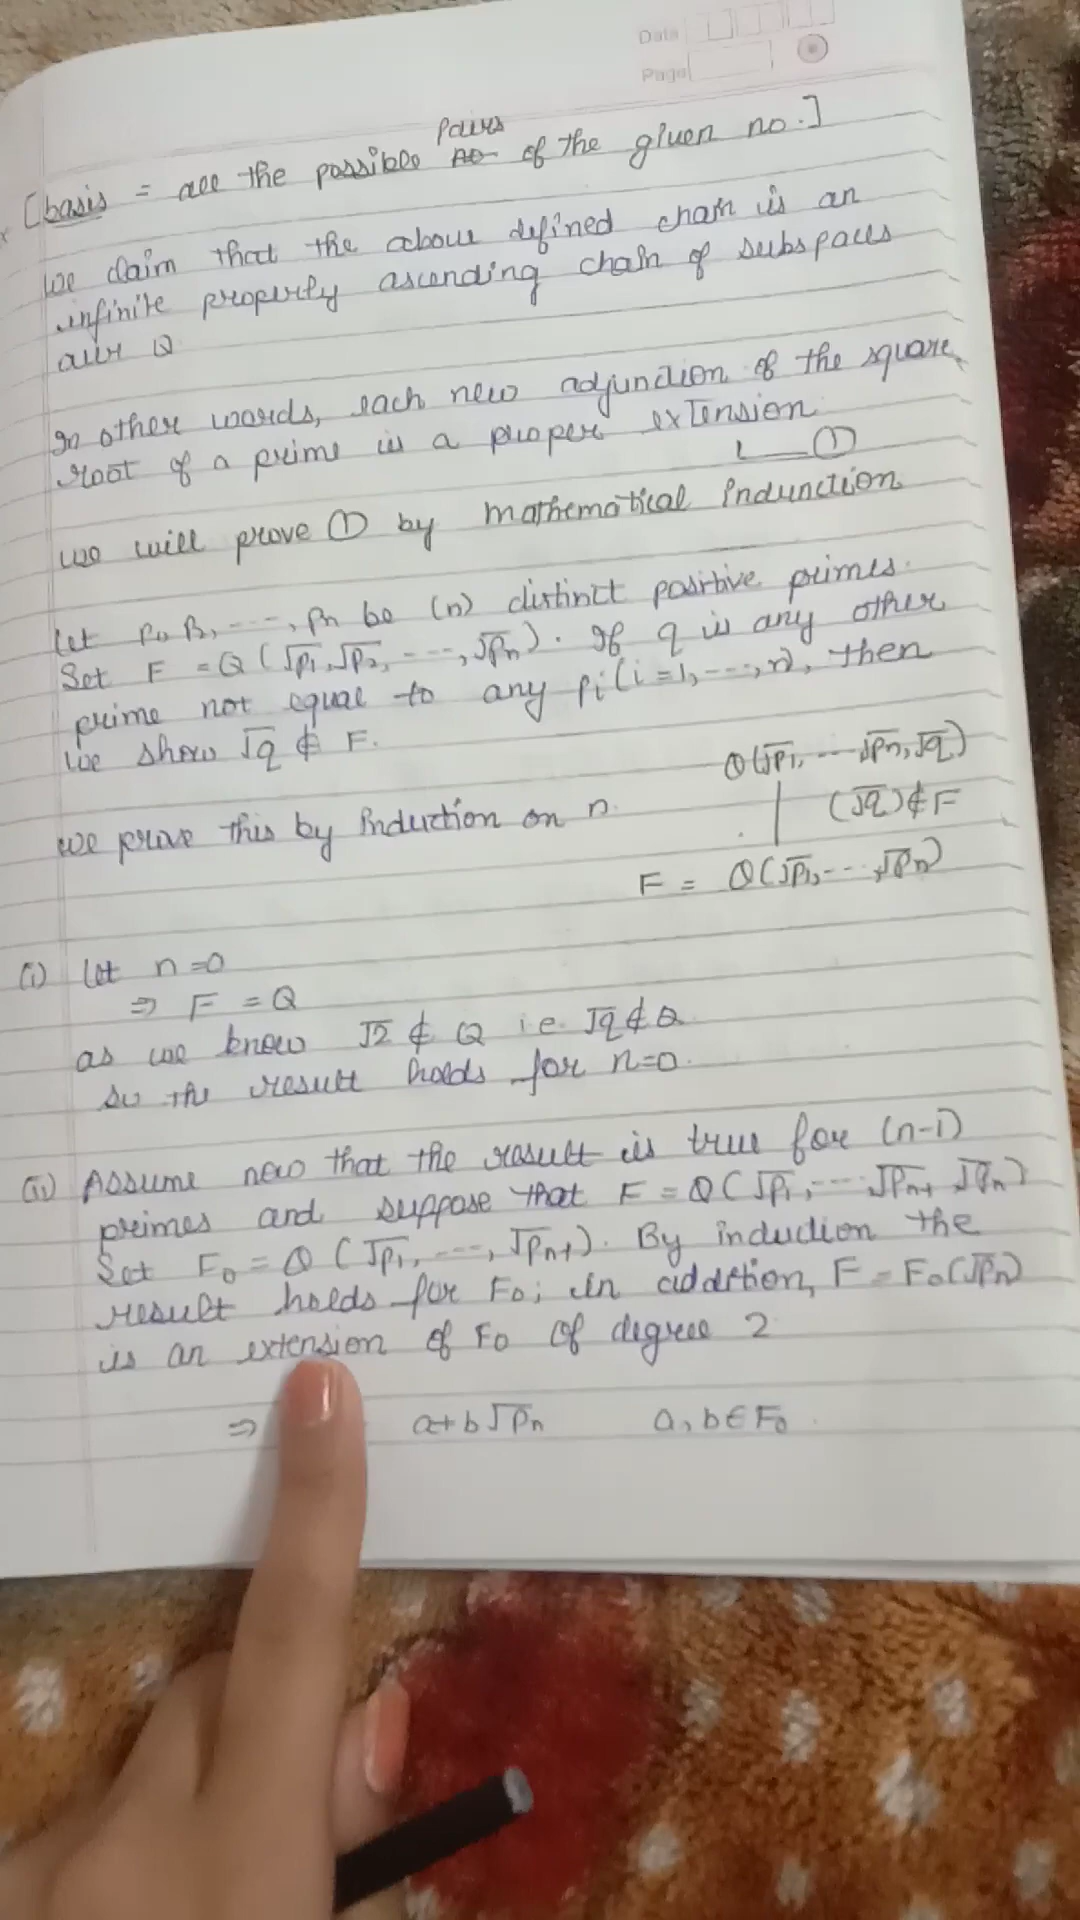 Date
Page
Pairs
[basis = all the possible No of the given no.]
We claim that the above defined chain is an
infinite properly ascending chain of subspaces
over Q
In other words, each new adjunction of the square
root of a prime is a proper extension
①
we will prove ① by mathematical Indunction
Let p1, p2, ----, pn be (n) distinct positive primes.
Set F = Q (√p1, √p2, ---, √pn). If q is any other
prime not equal to any pi (i=1,---,n), then
we show √q ∉ F.
Q(√p1, ---√pn, √q)
(√q) ∉ F
we prove this by induction on n.
F = Q(√p1, --, √pn)
(i) Let n=0
⇒ F = Q
as we know √2 ∉ Q i.e. √q ∉ Q
so the result holds for n=0.
(ii) Assume now that the result is true for (n-1)
primes and suppose that F = Q(√p1, ---√pn-1 √pn)
Set F0 = Q (√p1, ---, √pn-1). By induction the
result holds for F0; in addition, F = F0(√pn)
is an extension of F0 of degree 2
⇒ a+b√pn a, b ∈ F0